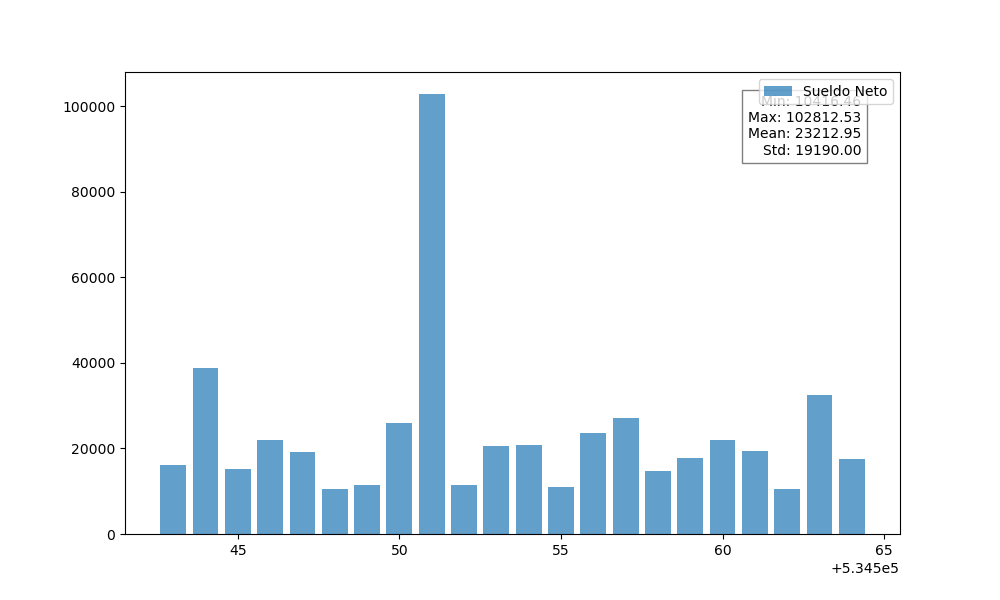 100000
80000
60000
40000
20000
0
Sueldo Neto
Min: 10416.46
Max: 102812.53
Mean: 23212.95
Std: 19190.00
45
50
55
60
65
+5.345e5